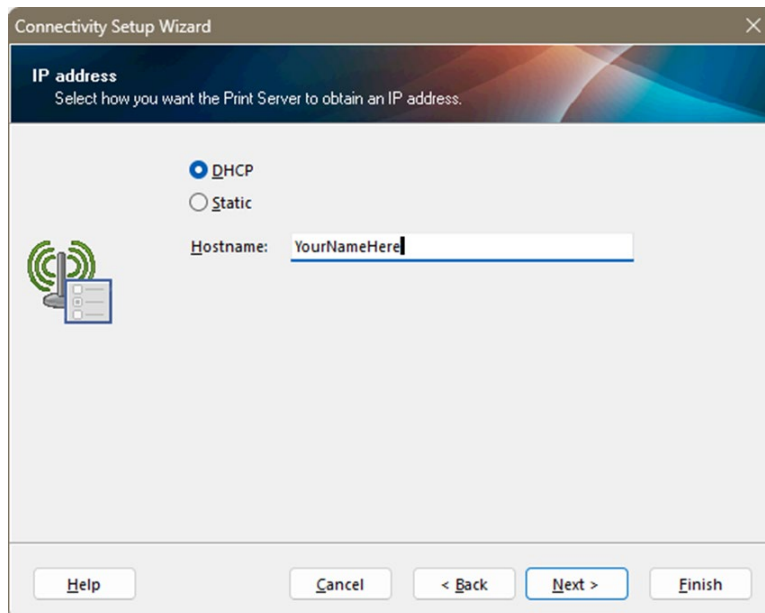 Connectivity Setup Wizard
IP address
Select how you want the Print Server to obtain an IP address.
DHCP
Static
Hostname: YourNameHere
Help Cancel < Back Next > Finish